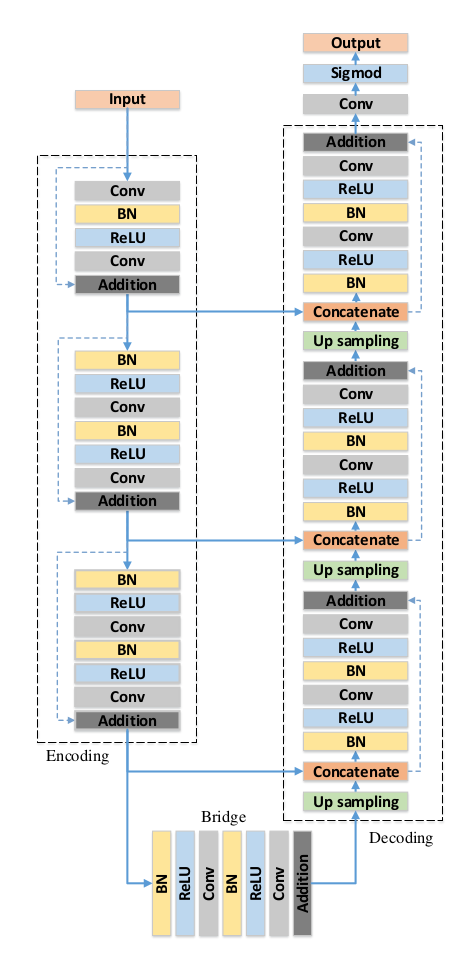 Input
Conv
BN
ReLU
Conv
Addition
BN
ReLU
Conv
BN
ReLU
Conv
Addition
BN
ReLU
Conv
BN
ReLU
Conv
Addition
Encoding
Bridge
BN
ReLU
Conv
BN
ReLU
Conv
Addition
Output
Sigmod
Conv
Addition
Conv
ReLU
BN
Conv
ReLU
BN
Concatenate
Up sampling
Addition
Conv
ReLU
BN
Conv
ReLU
BN
Concatenate
Up sampling
Addition
Conv
ReLU
BN
Conv
ReLU
BN
Concatenate
Up sampling
Decoding